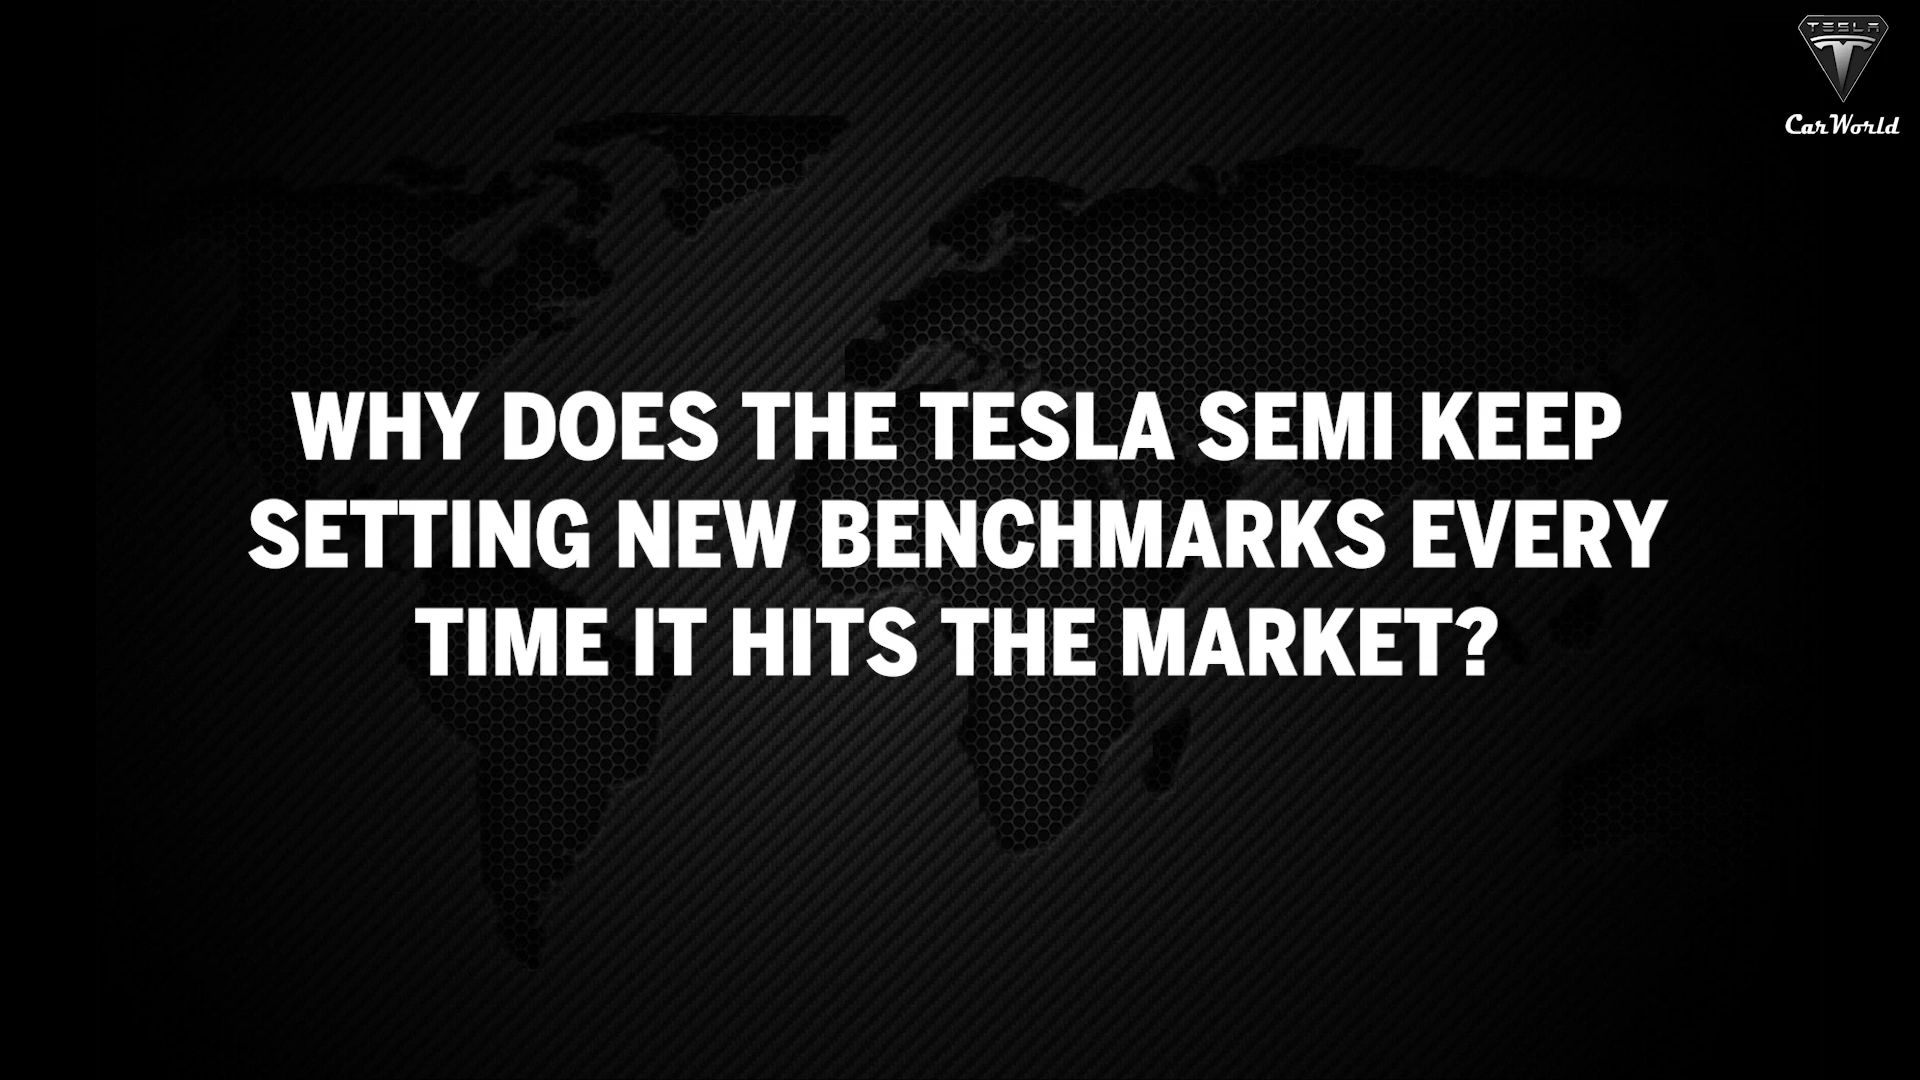 TESLA
CarWorld
WHY DOES THE TESLA SEMI KEEP
SETTING NEW BENCHMARKS EVERY
TIME IT HITS THE MARKET?